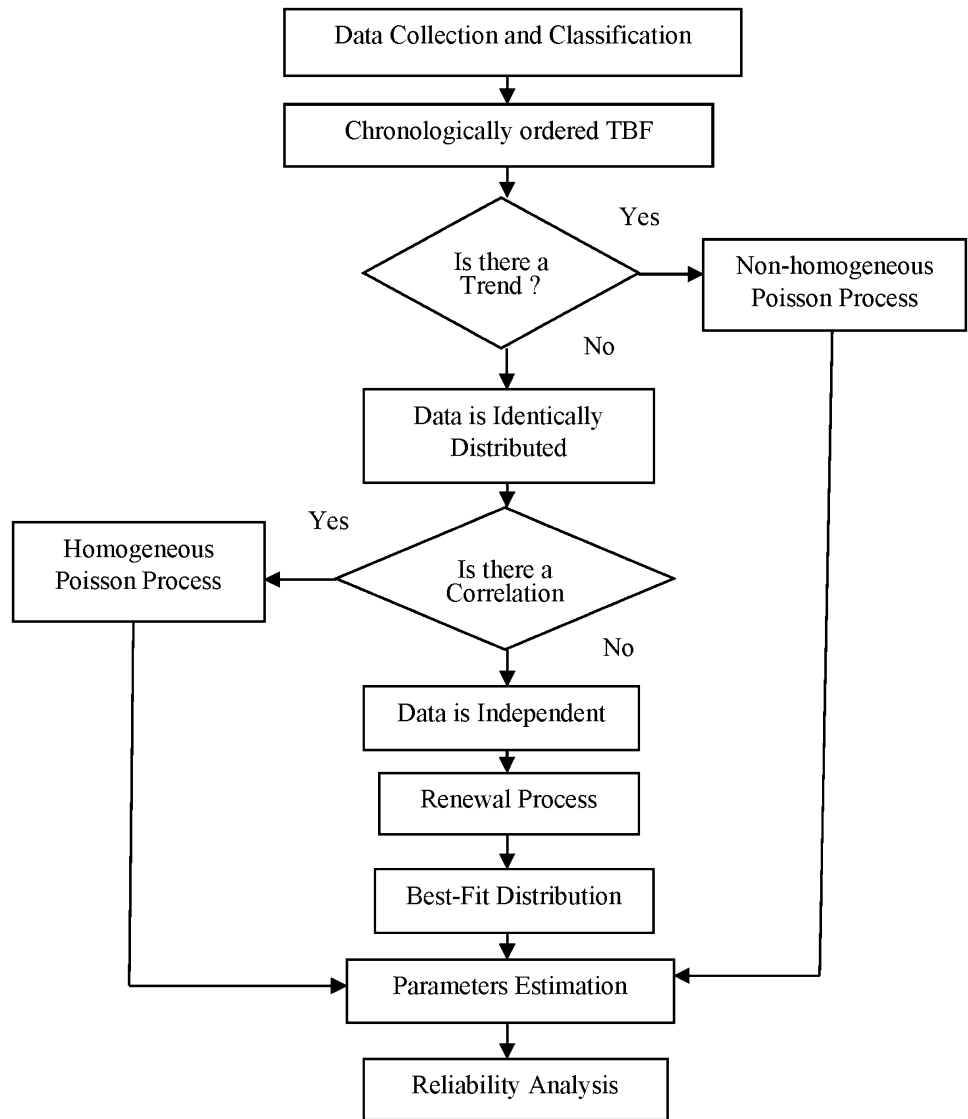 Data Collection and Classification
Chronologically ordered TBF
Yes
Is there a
Trend ?
Non-homogeneous
Poisson Process
No
Data is Identically
Distributed
Yes
Homogeneous
Poisson Process
Is there a
Correlation
No
Data is Independent
Renewal Process
Best-Fit Distribution
Parameters Estimation
Reliability Analysis